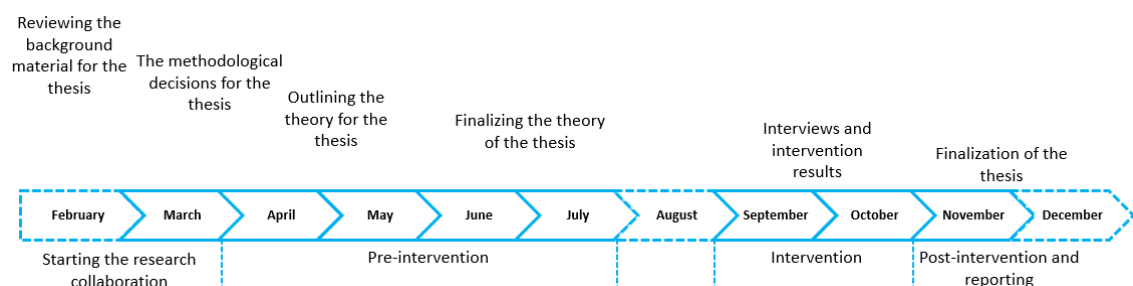 Reviewing the
background
material for the
thesis
The methodological
decisions for the
thesis
Outlining the
theory for the
thesis
Finalizing the theory
of the thesis
Interviews and
intervention
results
Finalization of the
thesis
February
March
April
May
June
July
August
September
October
November
December
Starting the research
collaboration
Pre-intervention
Intervention
Post-intervention and
reporting